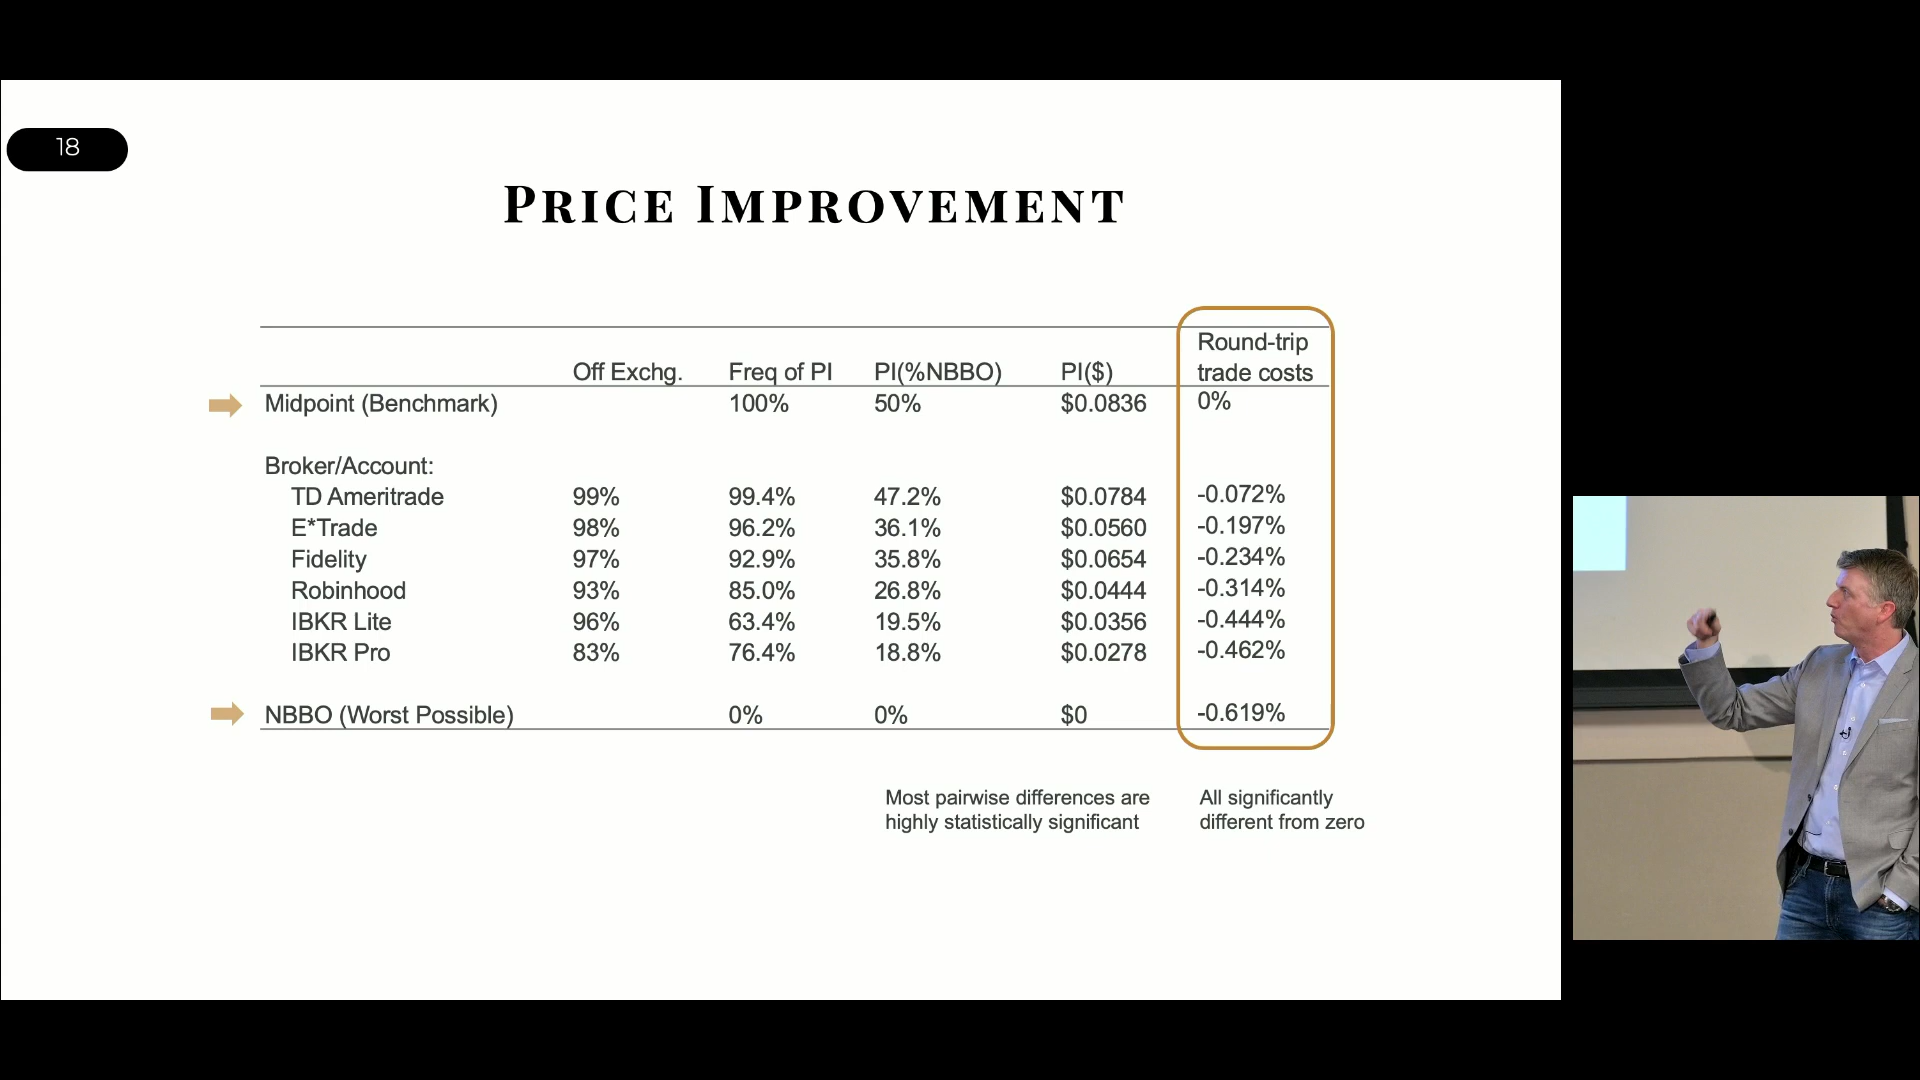 18
PRICE IMPROVEMENT
Off Exchg. Freq of PI PI(%NBBO) PI($) Round-trip trade costs
Midpoint (Benchmark) 100% 50% $0.0836 0%
Broker/Account:
TD Ameritrade 99% 99.4% 47.2% $0.0784 -0.072%
E*Trade 98% 96.2% 36.1% $0.0560 -0.197%
Fidelity 97% 92.9% 35.8% $0.0654 -0.234%
Robinhood 93% 85.0% 26.8% $0.0444 -0.314%
IBKR Lite 96% 63.4% 19.5% $0.0356 -0.444%
IBKR Pro 83% 76.4% 18.8% $0.0278 -0.462%
NBBO (Worst Possible) 0% 0% $0 -0.619%
Most pairwise differences are
highly statistically significant
All significantly
different from zero